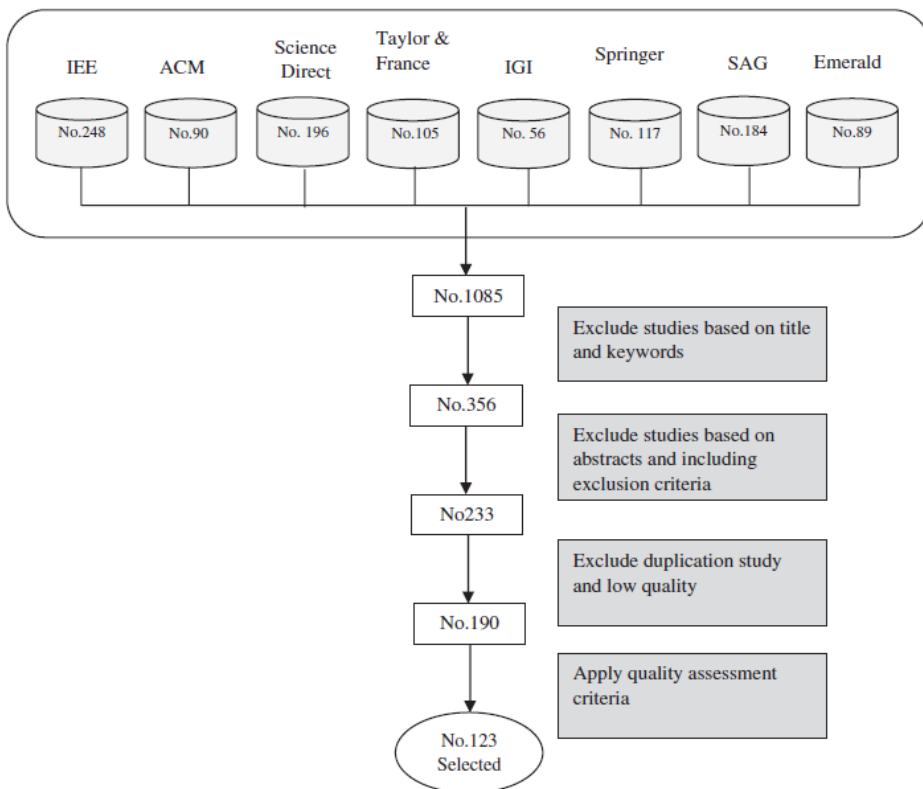 IEE
ACM
Science
Direct
Taylor &
France
IGI
Springer
SAG
Emerald
No.248
No.90
No. 196
No.105
No. 56
No. 117
No.184
No.89
No.1085
Exclude studies based on title
and keywords
No.356
Exclude studies based on
abstracts and including
exclusion criteria
No233
Exclude duplication study
and low quality
No.190
Apply quality assessment
criteria
No.123
Selected